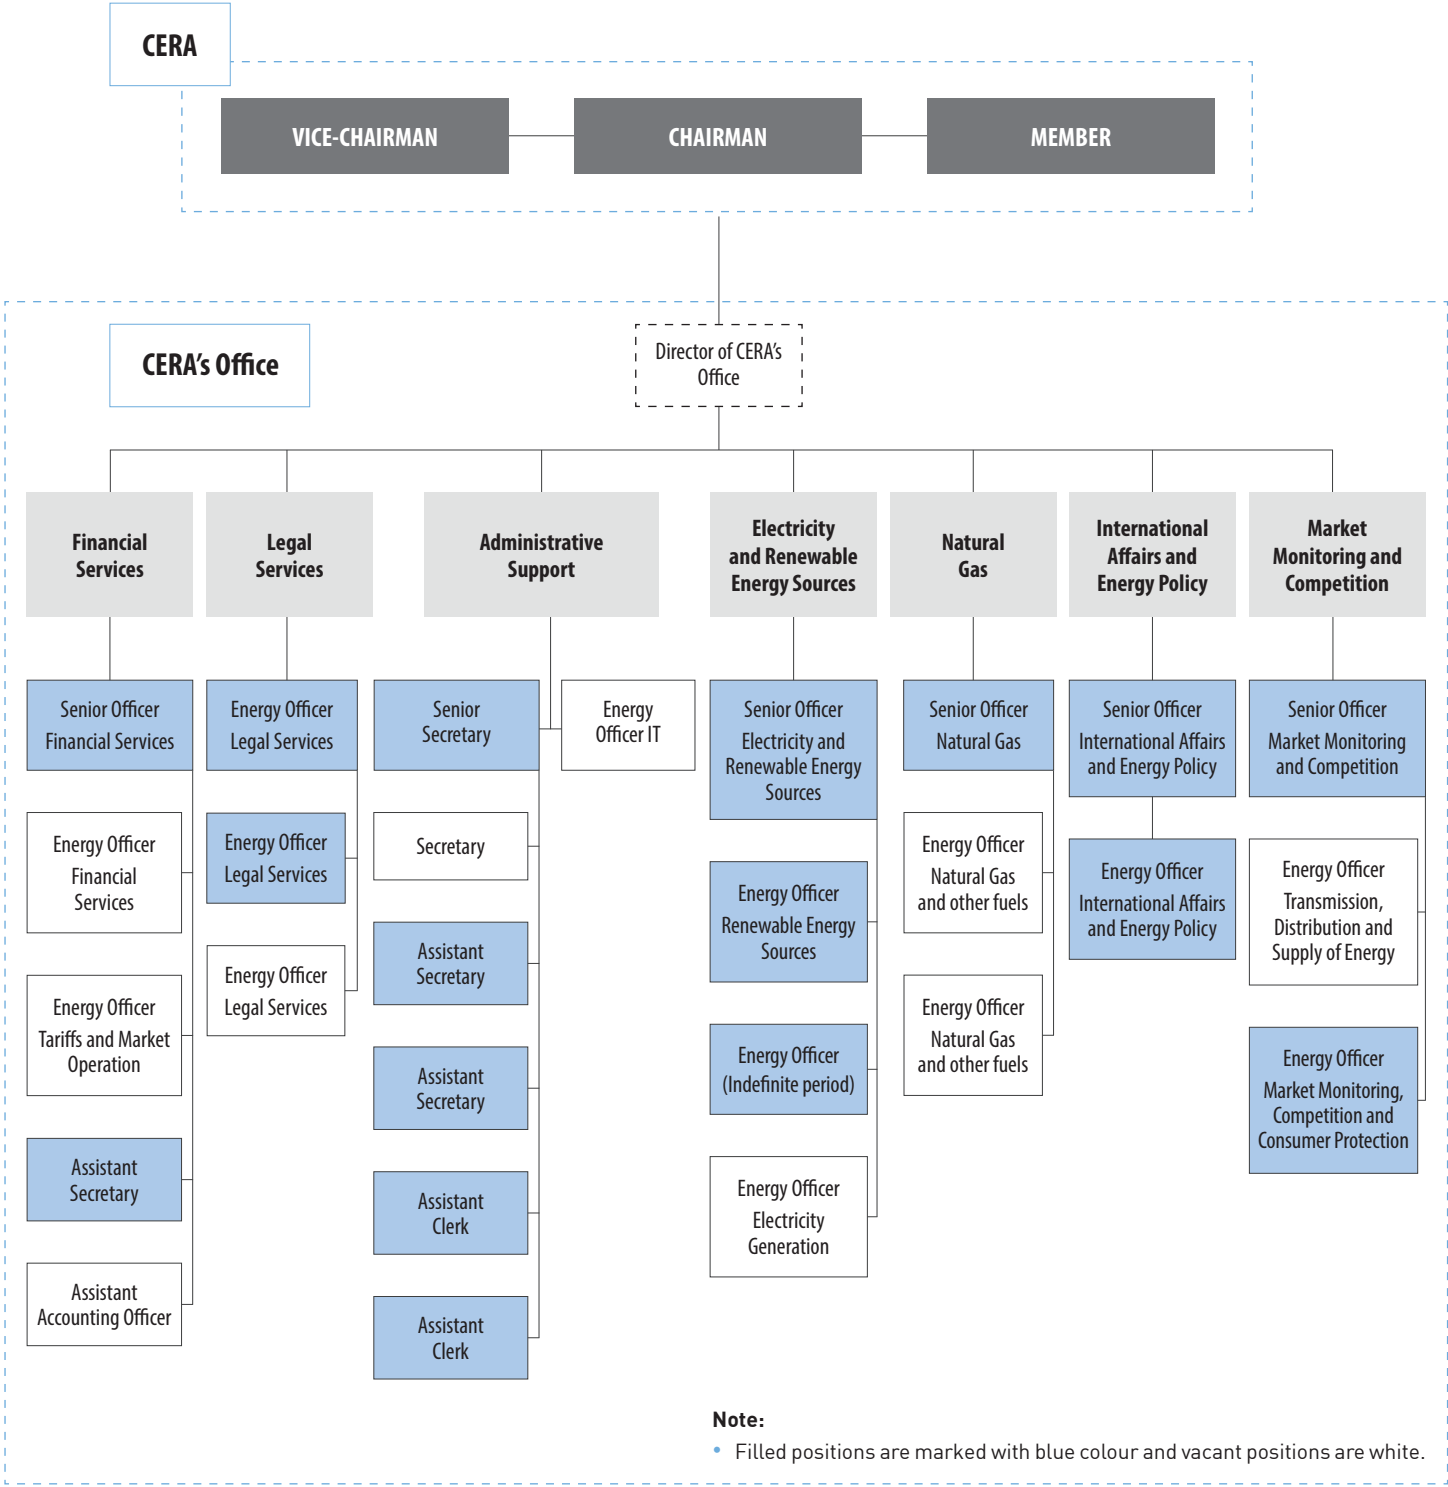 CERA
VICE-CHAIRMAN
CHAIRMAN
MEMBER
CERA's Office
Director of CERA's
Office
Financial
Services
Legal
Services
Administrative
Support
Electricity
and Renewable
Energy Sources
Natural
Gas
International
Affairs and
Energy Policy
Market
Monitoring and
Competition
Senior Officer
Financial Services
Energy Officer
Financial
Services
Energy Officer
Tariffs and Market
Operation
Assistant
Secretary
Assistant
Accounting Officer
Energy Officer
Legal Services
Energy Officer
Legal Services
Energy Officer
Legal Services
Senior
Secretary
Energy
Officer IT
Secretary
Assistant
Secretary
Assistant
Secretary
Assistant
Clerk
Assistant
Clerk
Senior Officer
Electricity and
Renewable Energy
Sources
Energy Officer
Renewable Energy
Sources
Energy Officer
(Indefinite period)
Energy Officer
Electricity
Generation
Senior Officer
Natural Gas
Energy Officer
Natural Gas
and other fuels
Energy Officer
Natural Gas
and other fuels
Senior Officer
International Affairs
and Energy Policy
Energy Officer
International Affairs
and Energy Policy
Senior Officer
Market Monitoring
and Competition
Energy Officer
Transmission,
Distribution and
Supply of Energy
Energy Officer
Market Monitoring,
Competition and
Consumer Protection
Note:
• Filled positions are marked with blue colour and vacant positions are white.